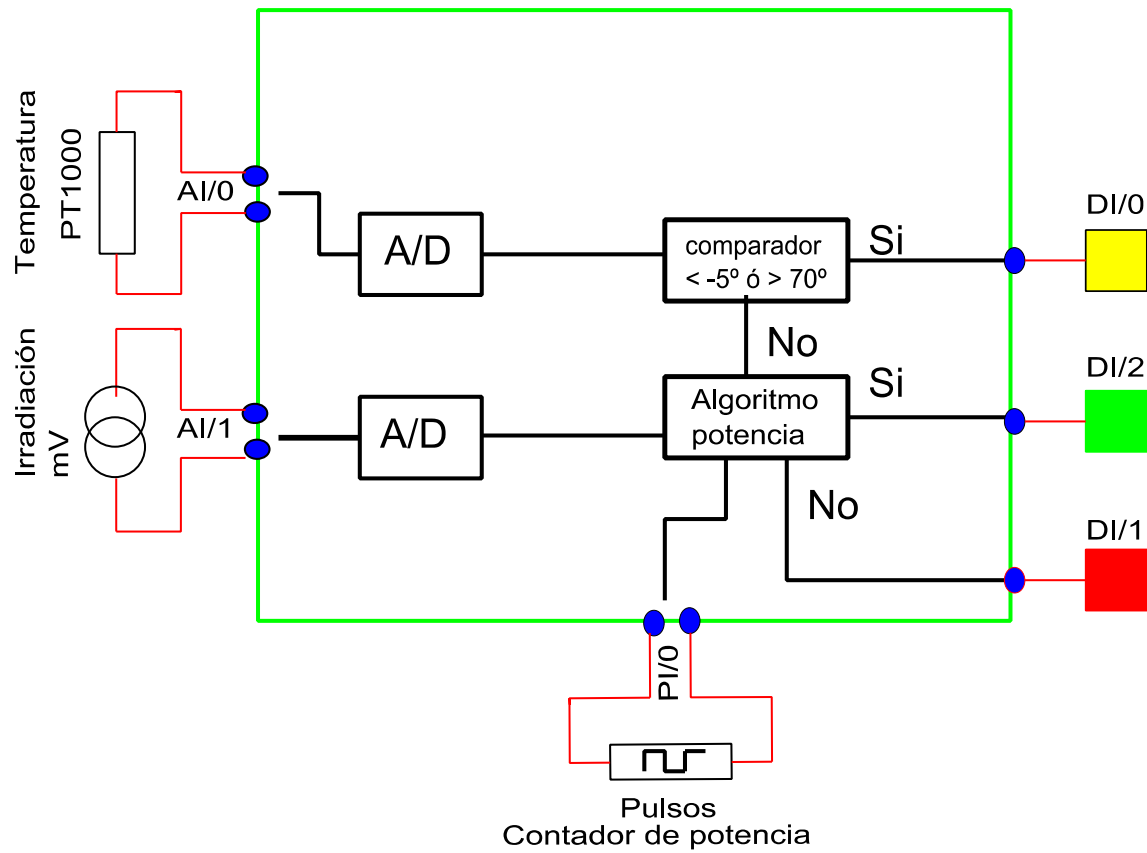 Temperatura
PT1000
AI/0
A/D
comparador
< -5º ó > 70º
Si
DI/0
No
Irradiación
mV
AI/1
A/D
Algoritmo
potencia
Si
DI/2
No
DI/1
PI/0
Pulsos
Contador de potencia